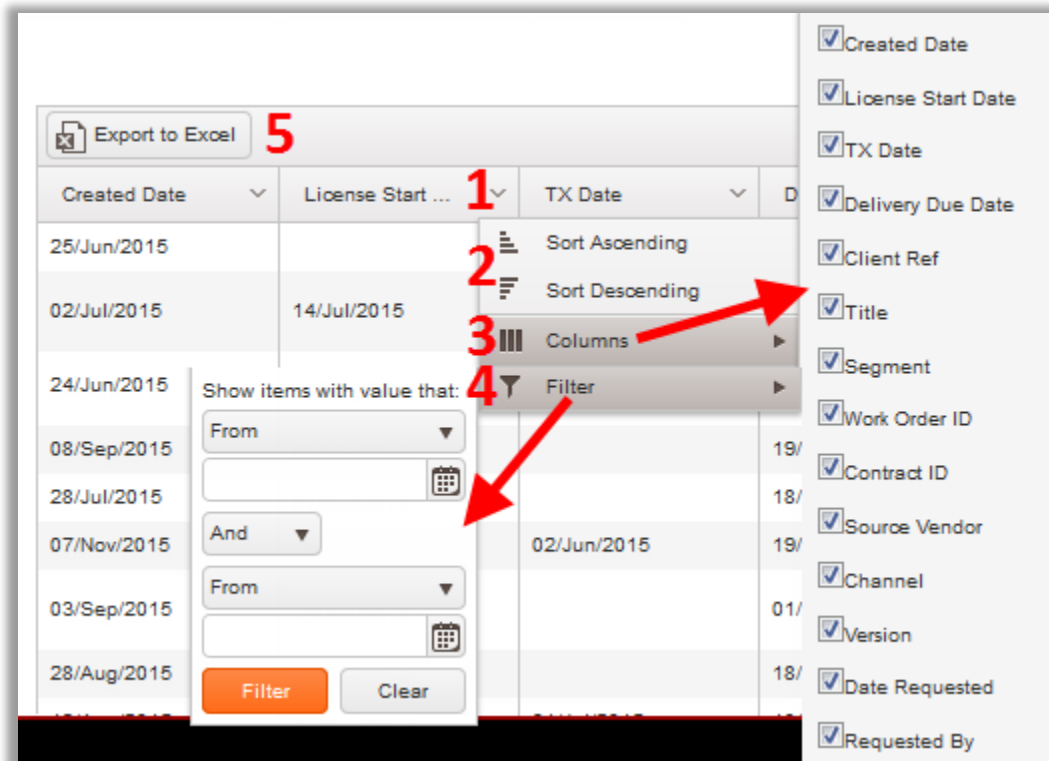 Export to Excel 5
Created Date License Start ... 1 TX Date D
25/Jun/2015
02/Jul/2015 14/Jul/2015
24/Jun/2015
08/Sep/2015 19/
28/Jul/2015 18/
07/Nov/2015 02/Jun/2015 19/
03/Sep/2015 01/
28/Aug/2015 18/
2
Sort Ascending
Sort Descending
3 Columns
4 Filter
Show items with value that:
From
And
From
Filter Clear
Created Date
License Start Date
TX Date
Delivery Due Date
Client Ref
Title
Segment
Work Order ID
Contract ID
Source Vendor
Channel
Version
Date Requested
Requested By